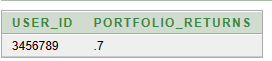 USER_ID PORTFOLIO_RETURNS
3456789 .7